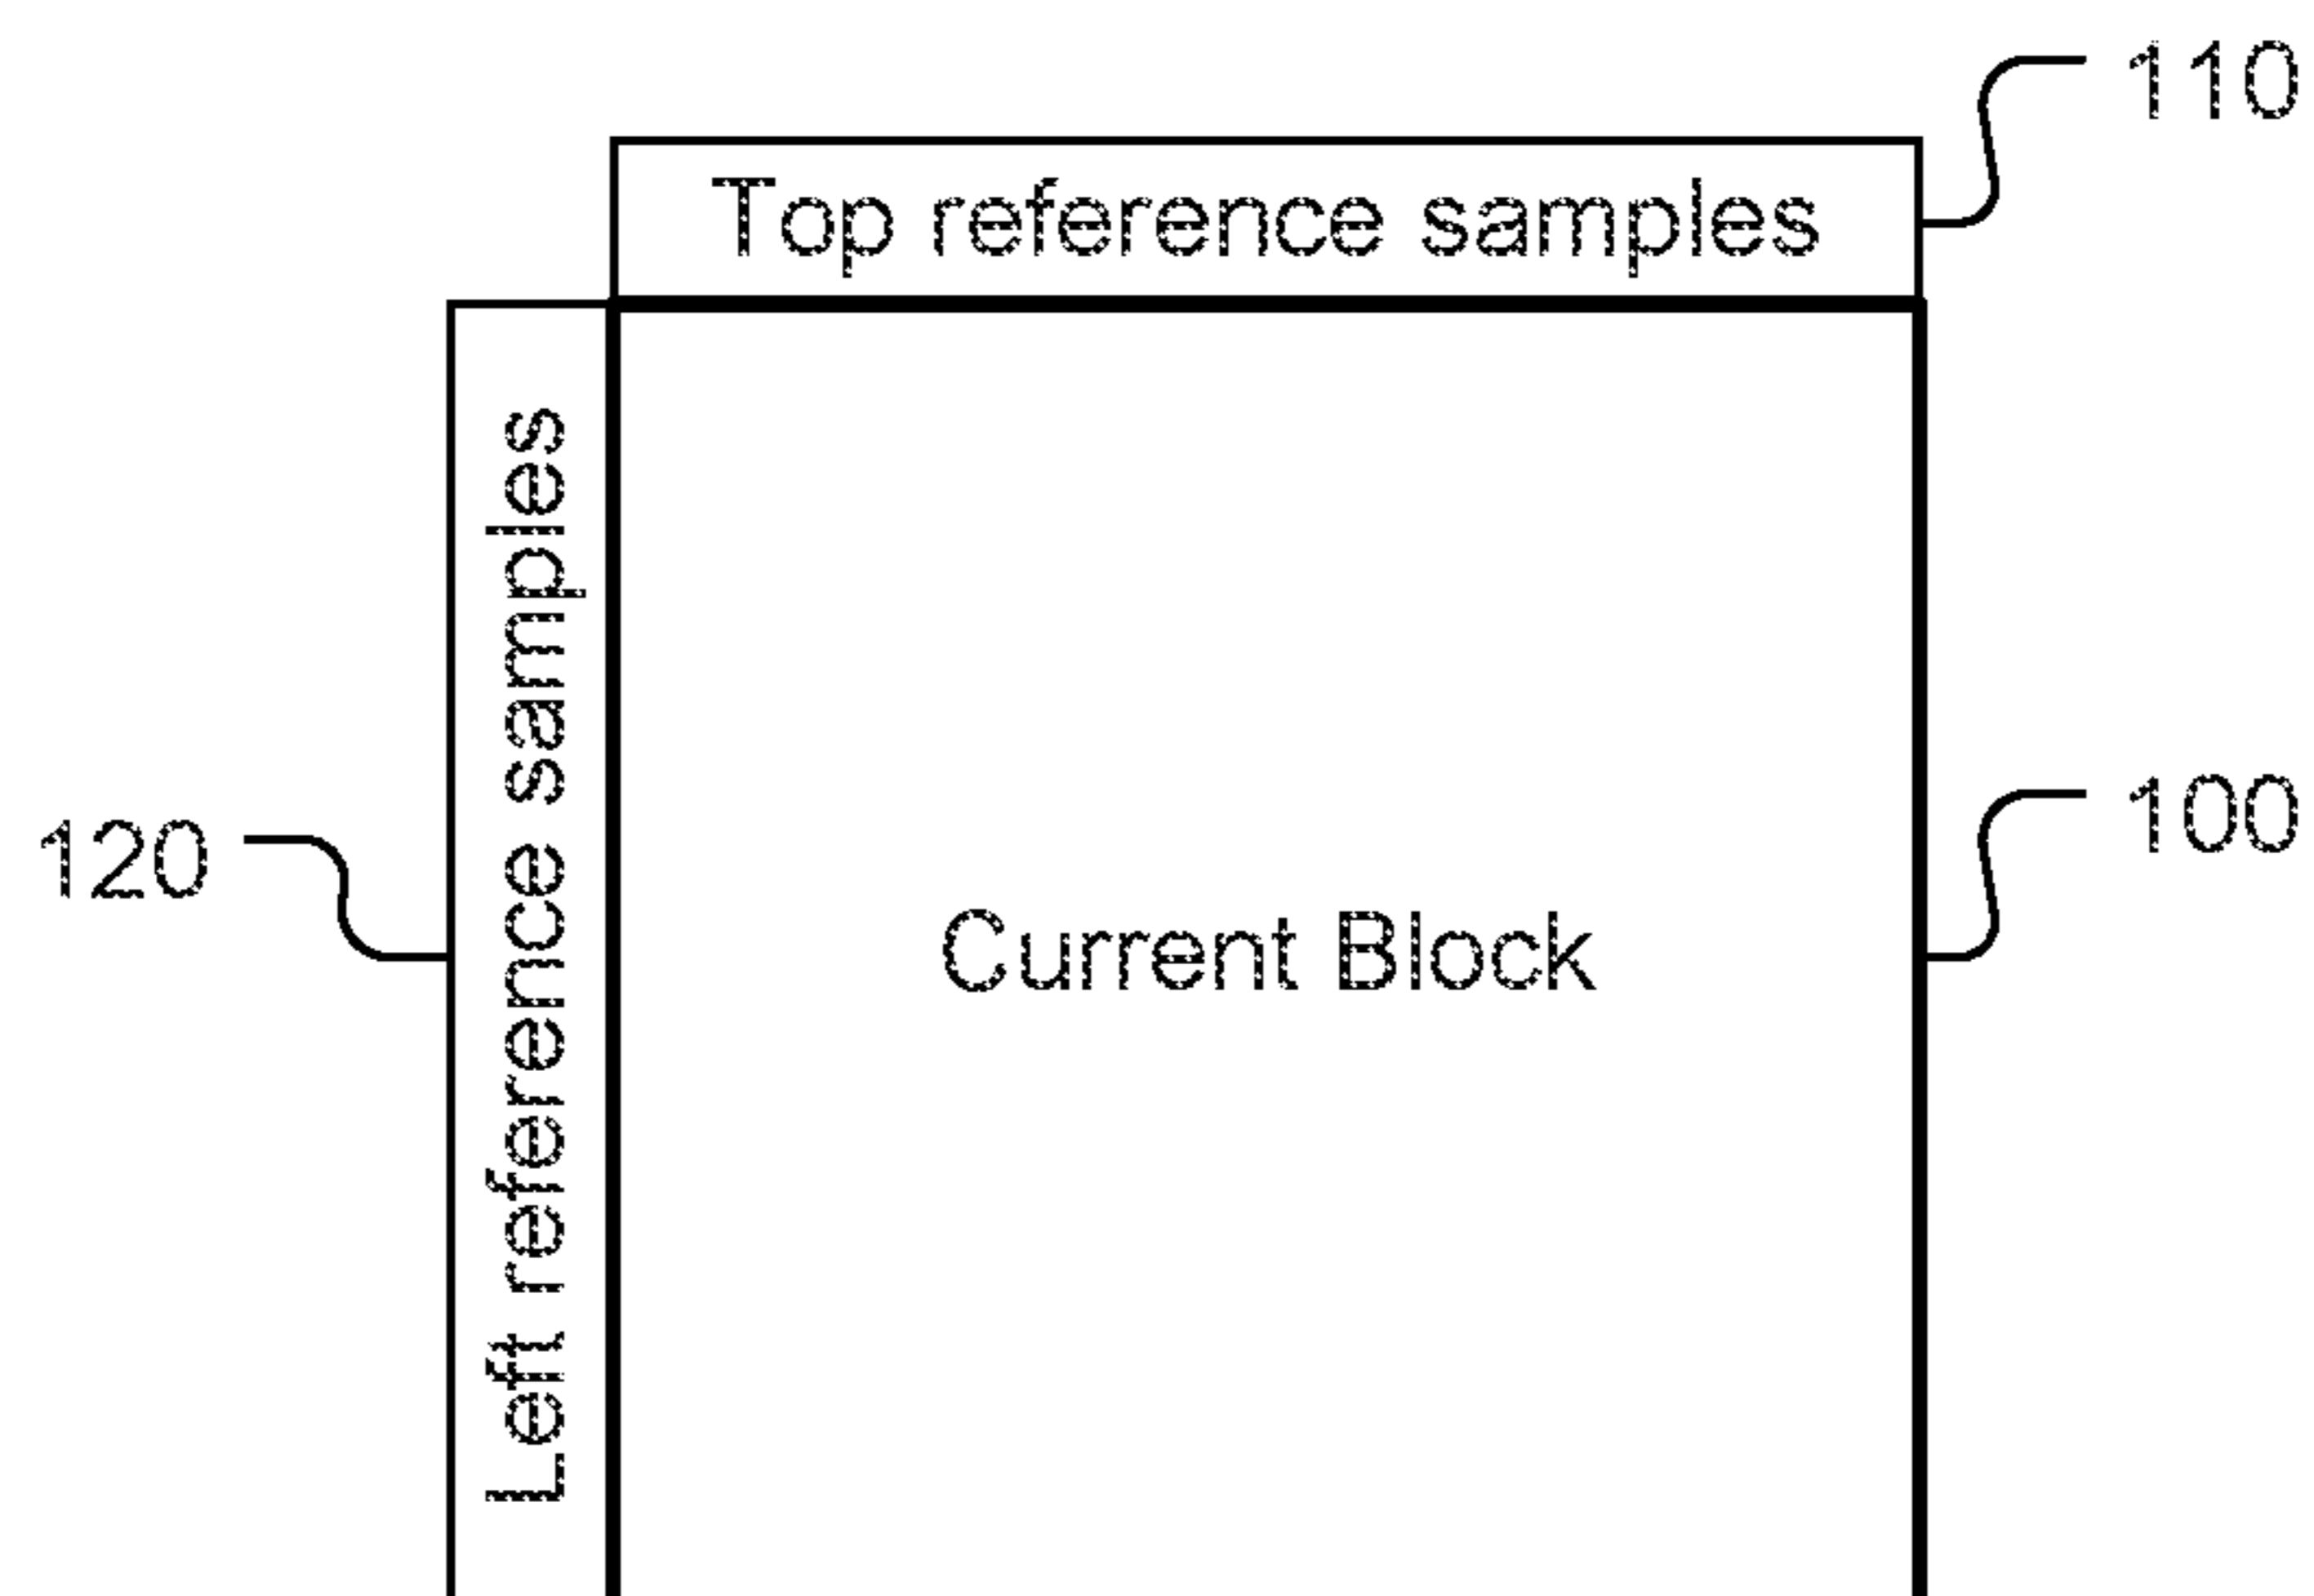 110
Top reference samples
Left reference samples
120
Current Block
100